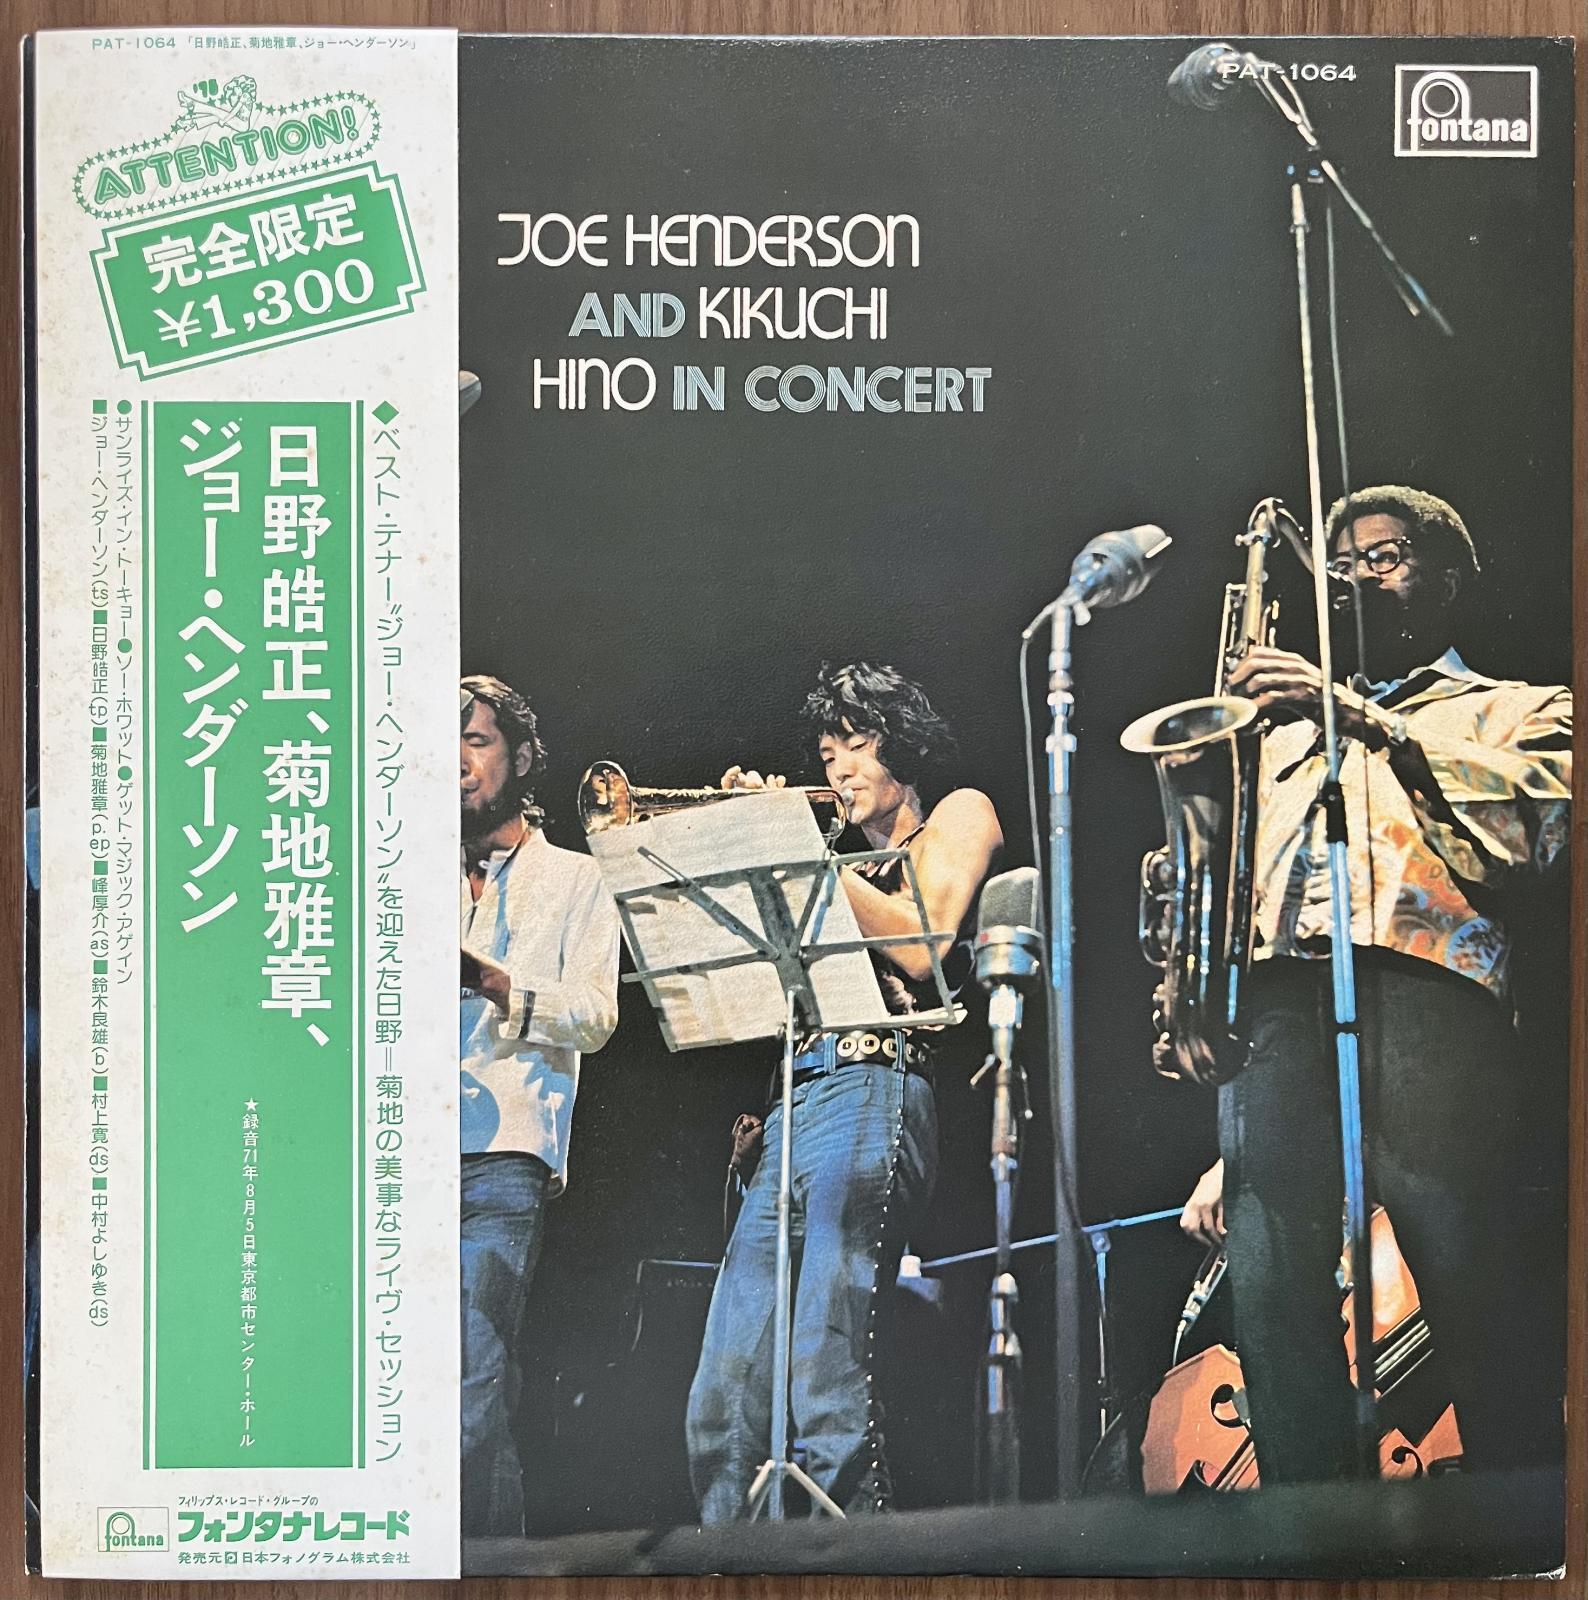 PAT-1064「日野皓正、菊地雅章、ジョー・ヘンダーソン」
'75
ATTENTION!
完全限定
¥1,300
◆ベスト・テナー"ジョー・ヘンダーソン"を迎えた日野=菊地の美事なライヴ・セッション
日野皓正、菊地雅章、
ジョー・ヘンダーソン
★録音71年8月5日東京都市センター・ホール
●サンライズ・イン・トーキョー●ソー・ホワット●ゲット・マジック・アゲイン
■ジョー・ヘンダーソン(ts)■日野皓正(tp)■菊地雅章(p.ep)■峰厚介(as)■鈴木良雄(b)■村上寛(ds)■中村よしゆき(ds)
fontana
フィリップス・レコード・グループの
フォンタナレコード
発売元 日本フォノグラム株式会社
PAT-1064
fontana
JOE HENDERSON
AND KIKUCHI
HINO IN CONCERT